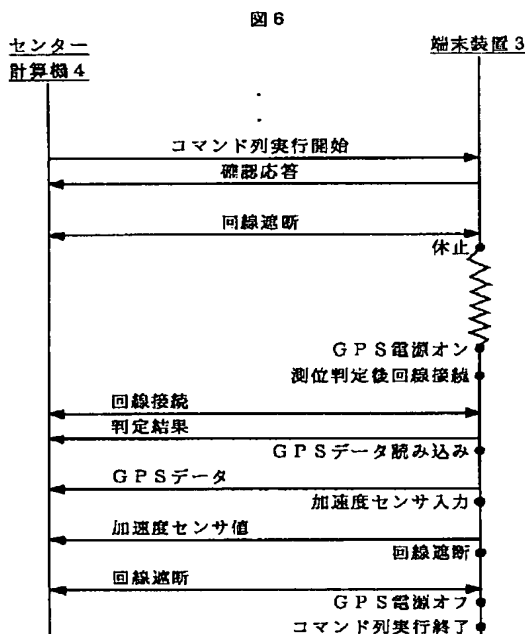 図6
センター
計算機4
端末装置3
コマンド列実行開始
確認応答
回線遮断
休止
GPS電源オン
測位判定後回線接続
回線接続
判定結果
GPSデータ読み込み
GPSデータ
加速度センサ入力
加速度センサ値
回線遮断
回線遮断
GPS電源オフ
コマンド列実行終了